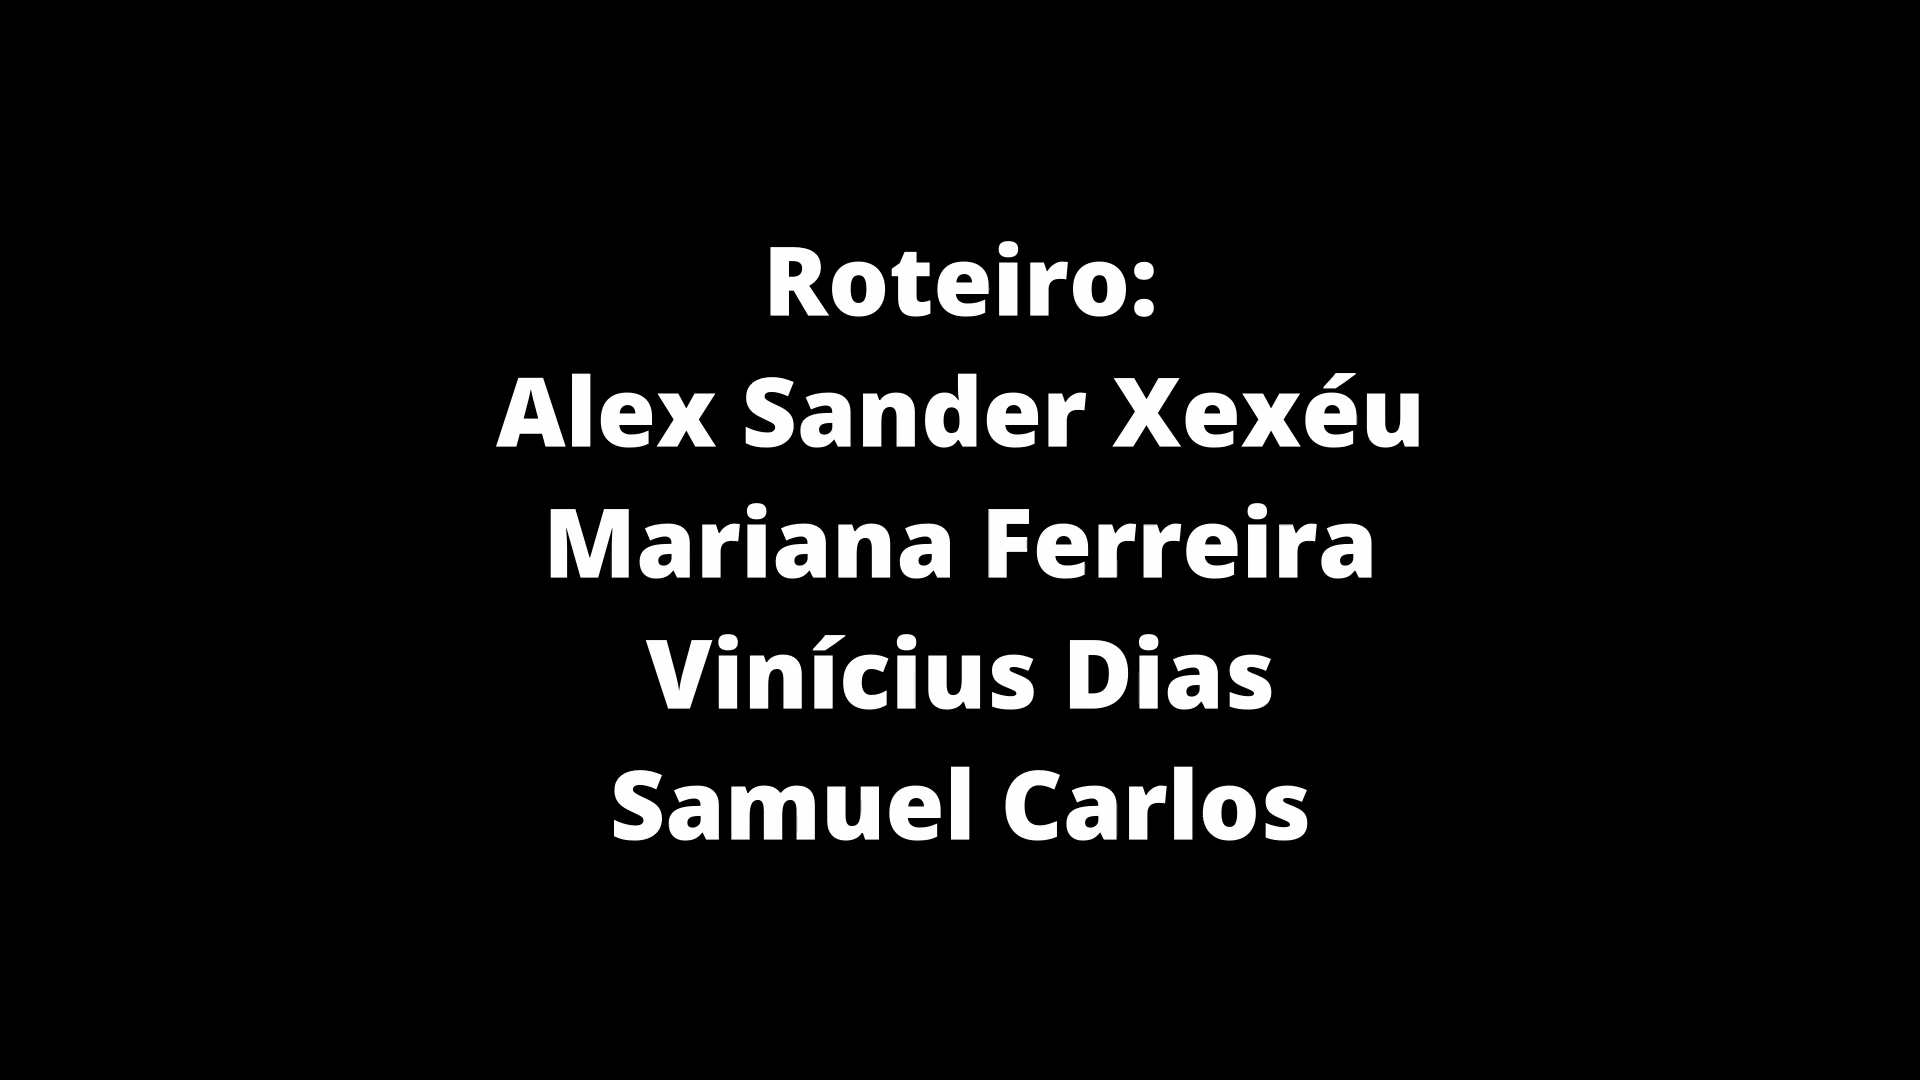 Roteiro:
Alex Sander Xexéu
Mariana Ferreira
Vinícius Dias
Samuel Carlos